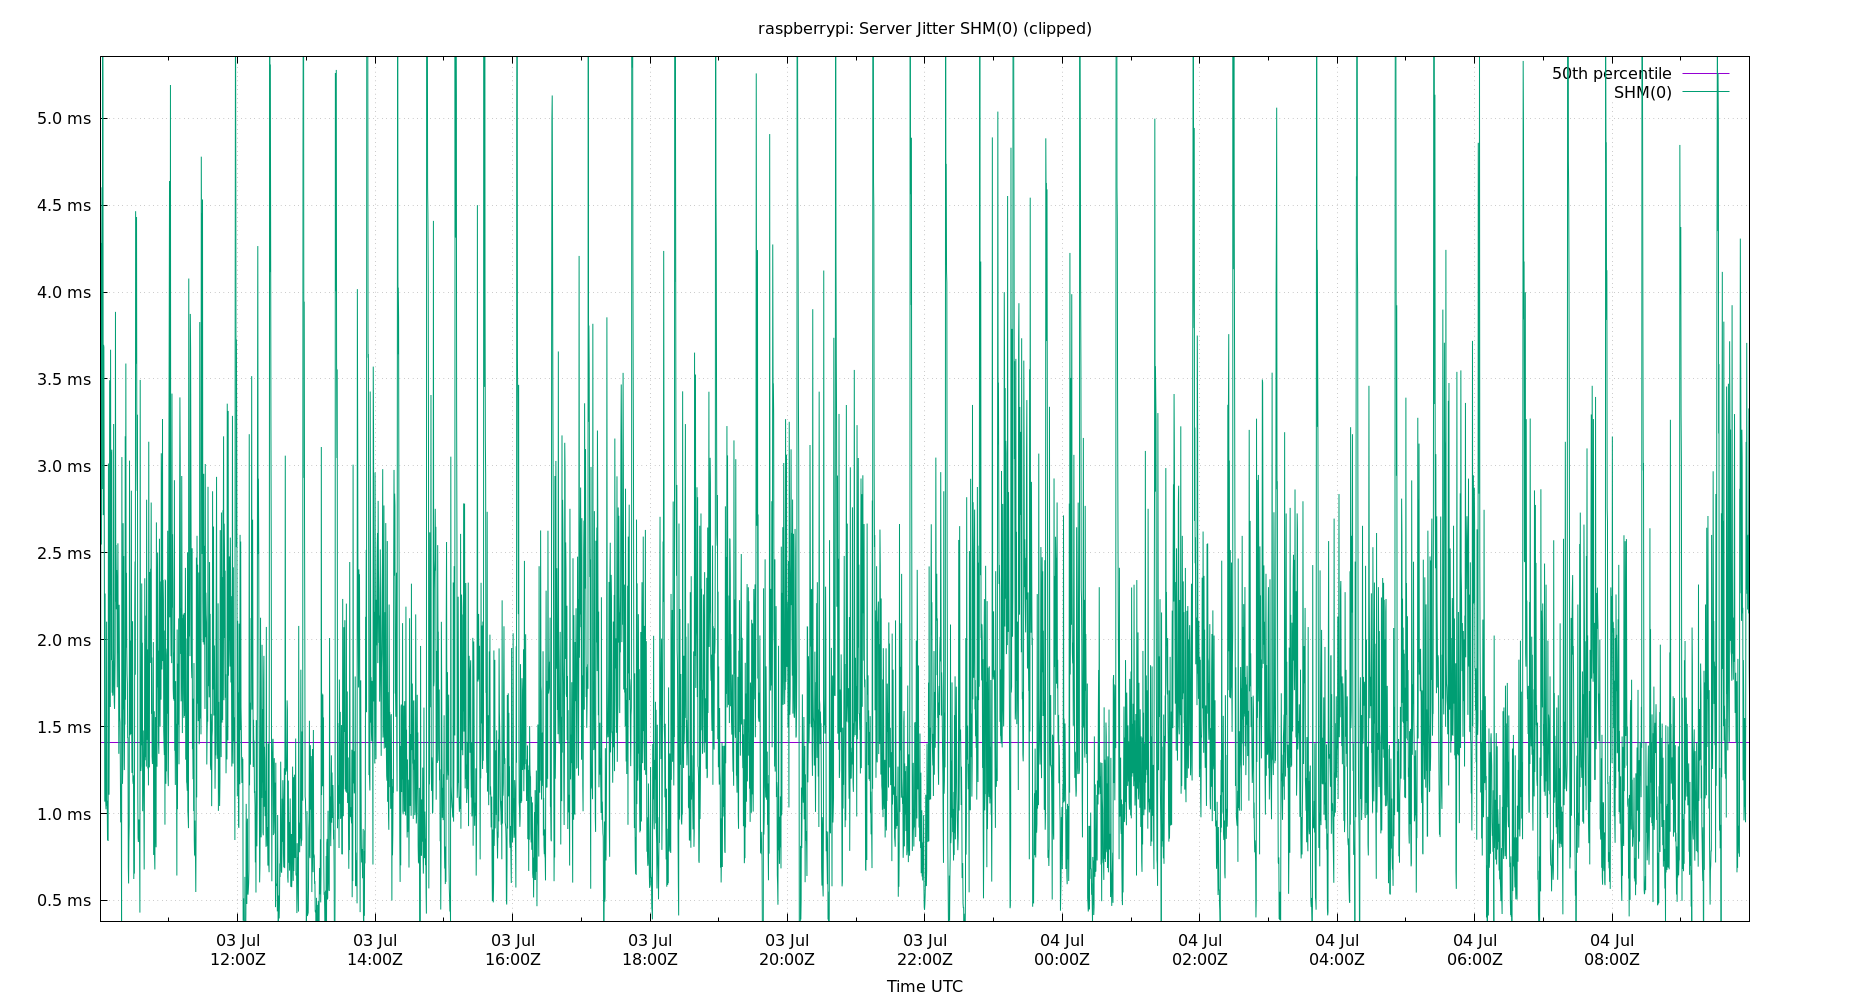 raspberrypi: Server Jitter SHM(0) (clipped)
50th percentile
SHM(0)
5.0 ms
4.5 ms
4.0 ms
3.5 ms
3.0 ms
2.5 ms
2.0 ms
1.5 ms
1.0 ms
0.5 ms
03 Jul 03 Jul 03 Jul 03 Jul 03 Jul 03 Jul 04 Jul 04 Jul 04 Jul 04 Jul 04 Jul
12:00Z 14:00Z 16:00Z 18:00Z 20:00Z 22:00Z 00:00Z 02:00Z 04:00Z 06:00Z 08:00Z
Time UTC